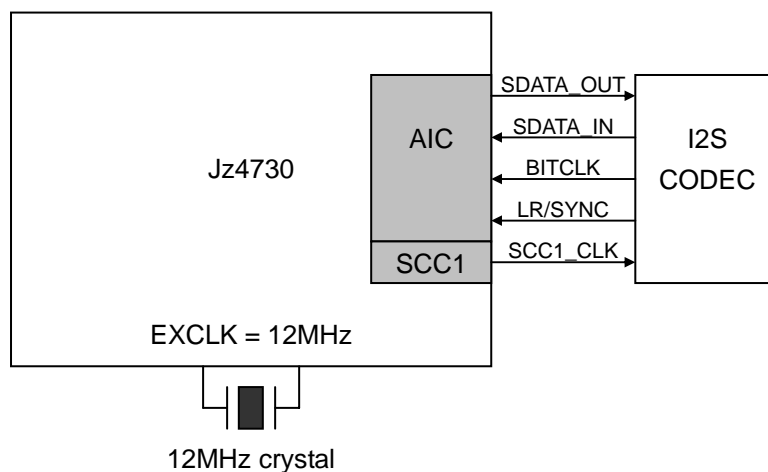 SDATA_OUT
SDATA_IN
AIC
I2S
CODEC
Jz4730
BITCLK
LR/SYNC
SCC1
SCC1_CLK
EXCLK = 12MHz
12MHz crystal